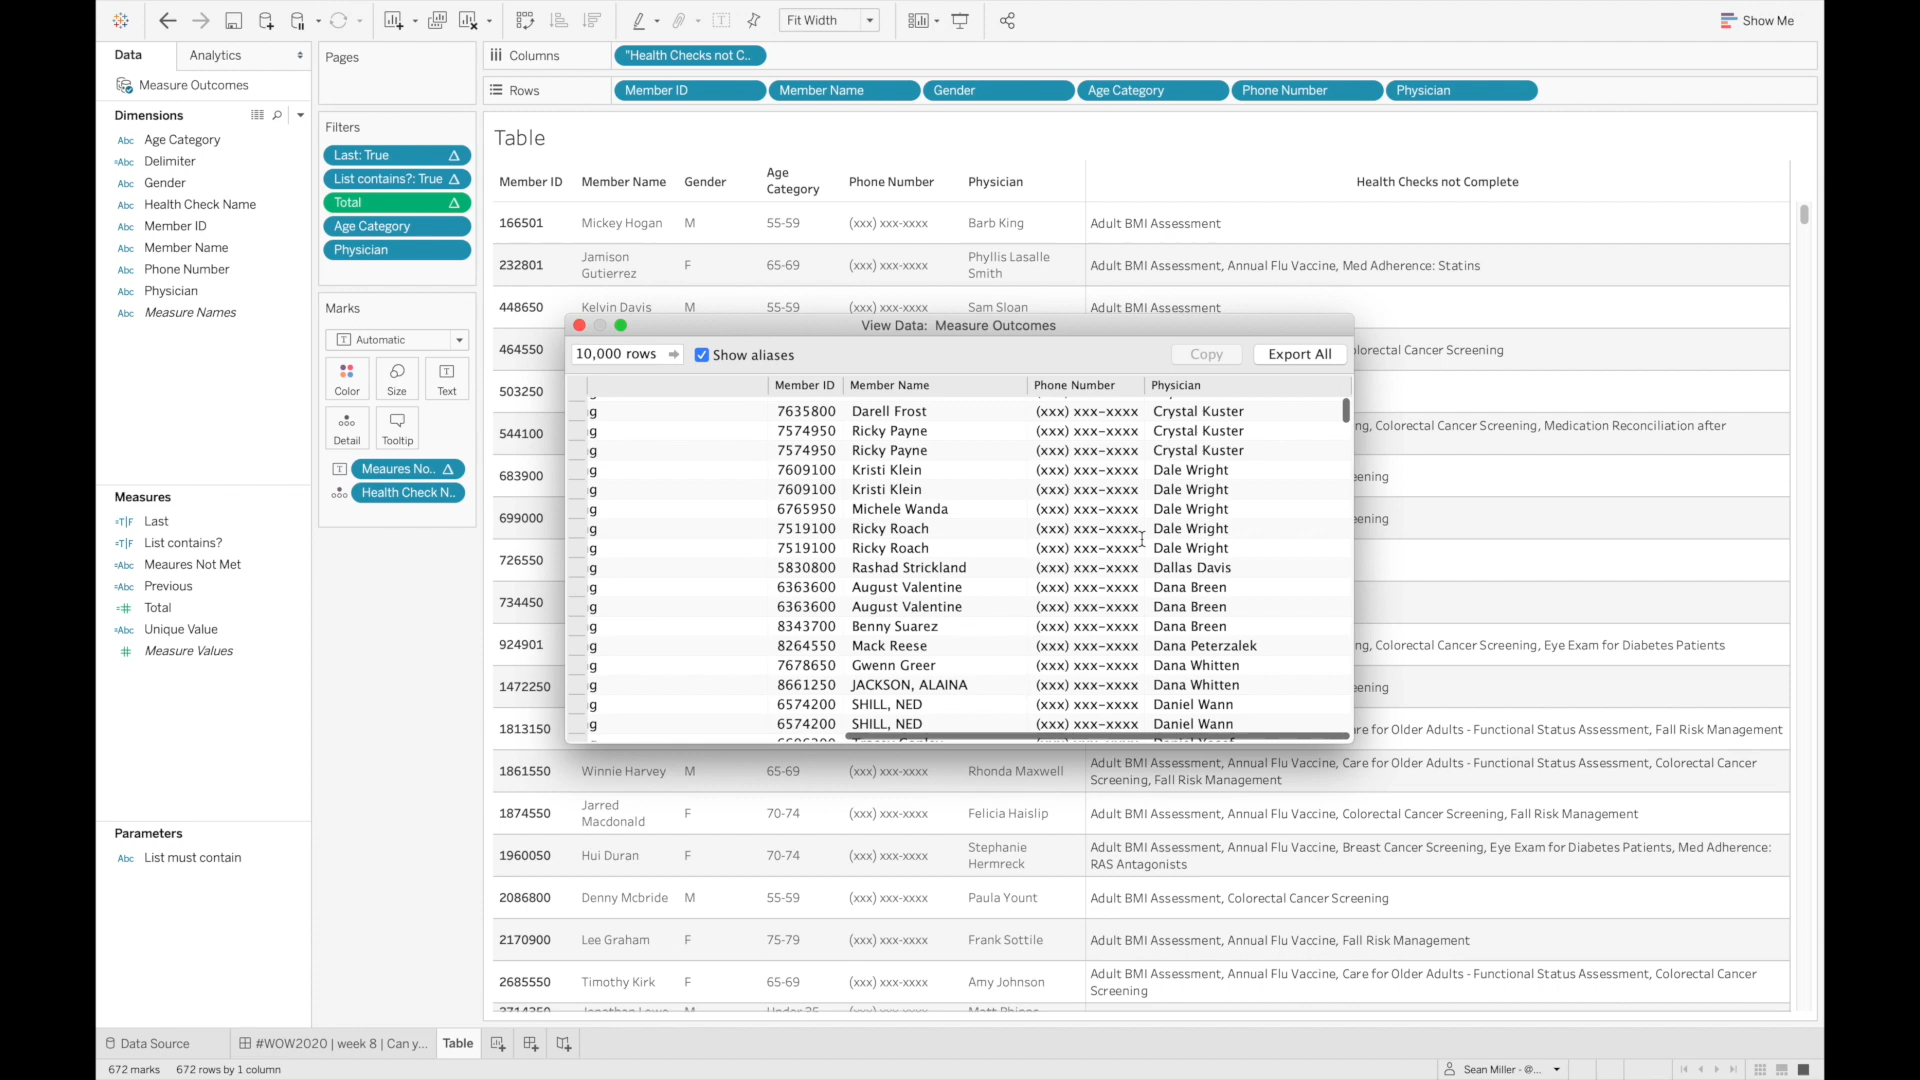 Fit Width
Show Me
Data
Analytics
Pages
Columns
"Health Checks not C..
Measure Outcomes
Rows
Member ID
Member Name
Gender
Age Category
Phone Number
Physician
Dimensions
Abc Age Category
=Abc Delimiter
Abc Gender
Abc Health Check Name
Abc Member ID
Abc Member Name
Abc Phone Number
Abc Physician
Abc Measure Names
Filters
Last: True
List contains?: True
Total
Age Category
Physician
Marks
Automatic
Color
Size
Text
Detail
Tooltip
Meaures No..
Health Check N..
Measures
=T|F Last
=T|F List contains?
=Abc Meaures Not Met
=Abc Previous
=# Total
=Abc Unique Value
# Measure Values
Parameters
Abc List must contain
Table
Member ID Member Name Gender Age Category Phone Number Physician Health Checks not Complete
166501 Mickey Hogan M 55-59 (xxx) xxx-xxxx Barb King Adult BMI Assessment
232801 Jamison Gutierrez F 65-69 (xxx) xxx-xxxx Phyllis Lasalle Smith Adult BMI Assessment, Annual Flu Vaccine, Med Adherence: Statins
448650 Kelvin Davis M 55-59 (xxx) xxx-xxxx Sam Sloan Adult BMI Assessment
464550 lorectal Cancer Screening
503250
544100 ng, Colorectal Cancer Screening, Medication Reconciliation after
683900 eening
699000 eening
726550
734450
924901 ng, Colorectal Cancer Screening, Eye Exam for Diabetes Patients
1472250 eening
1813150 re for Older Adults - Functional Status Assessment, Fall Risk Management
View Data: Measure Outcomes
10,000 rows
Show aliases
Copy
Export All
Member ID Member Name Phone Number Physician
g 7635800 Darell Frost (xxx) xxx-xxxx Crystal Kuster
g 7574950 Ricky Payne (xxx) xxx-xxxx Crystal Kuster
g 7574950 Ricky Payne (xxx) xxx-xxxx Crystal Kuster
g 7609100 Kristi Klein (xxx) xxx-xxxx Dale Wright
g 7609100 Kristi Klein (xxx) xxx-xxxx Dale Wright
g 6765950 Michele Wanda (xxx) xxx-xxxx Dale Wright
g 7519100 Ricky Roach (xxx) xxx-xxxx Dale Wright
g 7519100 Ricky Roach (xxx) xxx-xxxx Dale Wright
g 5830800 Rashad Strickland (xxx) xxx-xxxx Dallas Davis
g 6363600 August Valentine (xxx) xxx-xxxx Dana Breen
g 6363600 August Valentine (xxx) xxx-xxxx Dana Breen
g 8343700 Benny Suarez (xxx) xxx-xxxx Dana Breen
g 8264550 Mack Reese (xxx) xxx-xxxx Dana Peterzalek
g 7678650 Gwenn Greer (xxx) xxx-xxxx Dana Whitten
g 8661250 JACKSON, ALAINA (xxx) xxx-xxxx Dana Whitten
g 6574200 SHILL, NED (xxx) xxx-xxxx Daniel Wann
g 6574200 SHILL, NED (xxx) xxx-xxxx Daniel Wann
1861550 Winnie Harvey M 65-69 (xxx) xxx-xxxx Rhonda Maxwell Adult BMI Assessment, Annual Flu Vaccine, Care for Older Adults - Functional Status Assessment, Colorectal Cancer
Screening, Fall Risk Management
1874550 Jarred Macdonald F 70-74 (xxx) xxx-xxxx Felicia Haislip Adult BMI Assessment, Annual Flu Vaccine, Colorectal Cancer Screening, Fall Risk Management
1960050 Hui Duran F 70-74 (xxx) xxx-xxxx Stephanie Hermreck Adult BMI Assessment, Annual Flu Vaccine, Breast Cancer Screening, Eye Exam for Diabetes Patients, Med Adherence:
RAS Antagonists
2086800 Denny Mcbride M 55-59 (xxx) xxx-xxxx Paula Yount Adult BMI Assessment, Colorectal Cancer Screening
2170900 Lee Graham F 75-79 (xxx) xxx-xxxx Frank Sottile Adult BMI Assessment, Annual Flu Vaccine, Fall Risk Management
2685550 Timothy Kirk F 65-69 (xxx) xxx-xxxx Amy Johnson Adult BMI Assessment, Annual Flu Vaccine, Care for Older Adults - Functional Status Assessment, Colorectal Cancer
Screening
Data Source
#WOW2020 | week 8 | Can y...
Table
672 marks
672 rows by 1 column
Sean Miller - @...